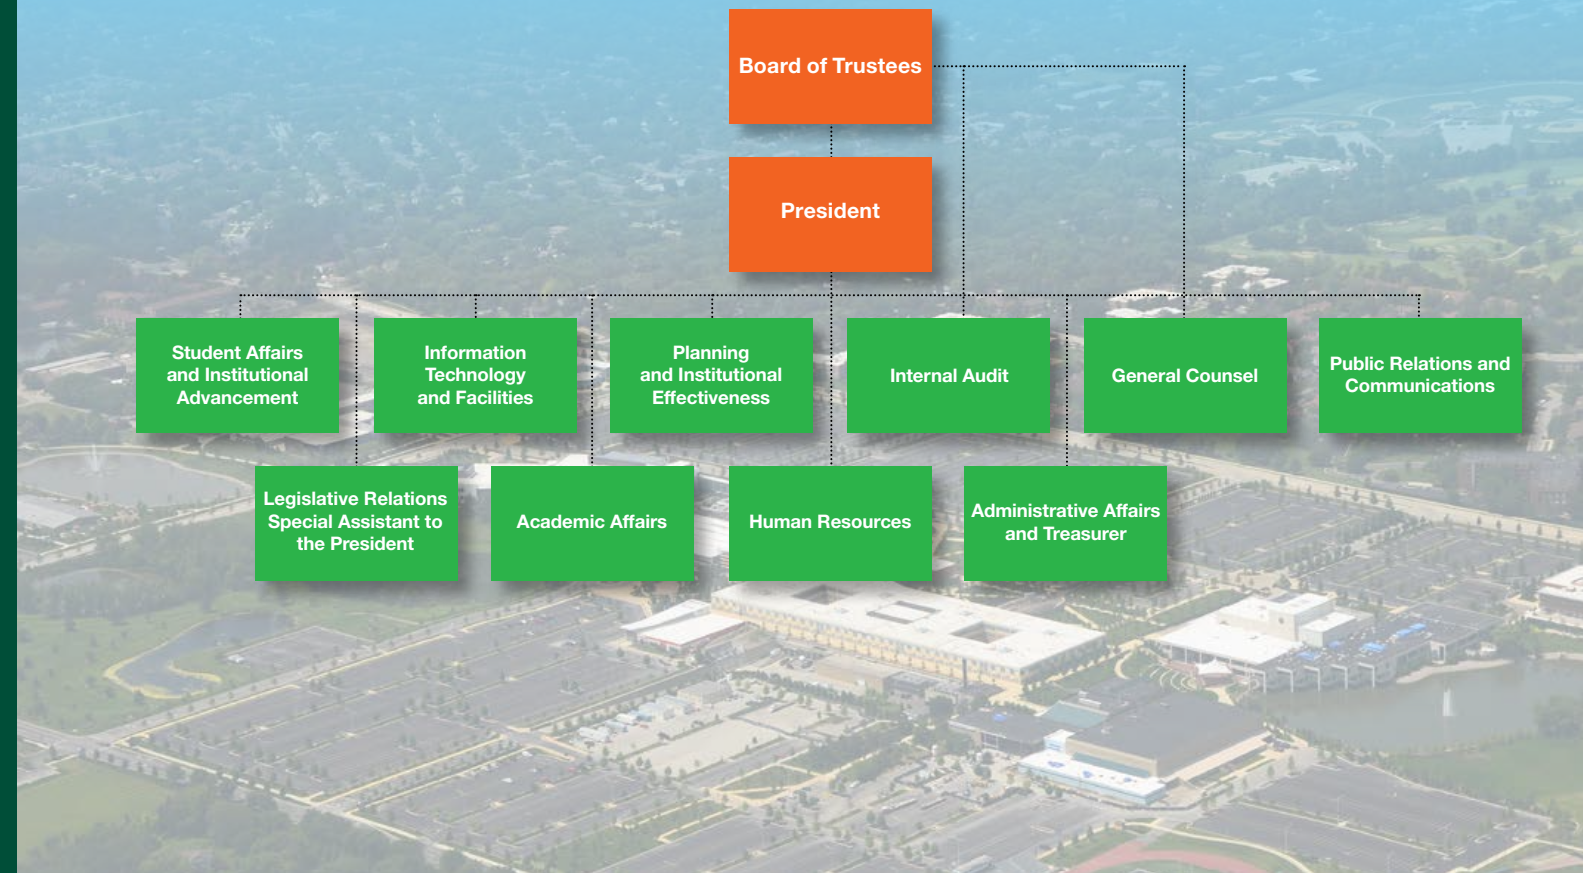 Board of Trustees
President
Student Affairs
and Institutional
Advancement
Information
Technology
and Facilities
Planning
and Institutional
Effectiveness
Internal Audit
General Counsel
Public Relations and
Communications
Legislative Relations
Special Assistant to
the President
Academic Affairs
Human Resources
Administrative Affairs
and Treasurer